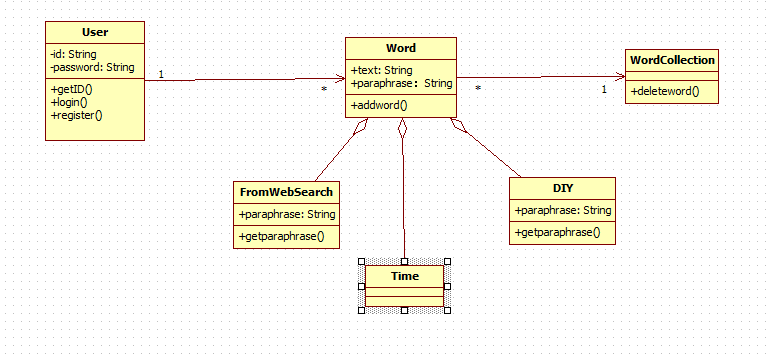 User
-id: String
-password: String
+getID()
+login()
+register()
1
*
Word
+text: String
+paraphrase: String
+addword()
*
1
WordCollection
+deleteword()
FromWebSearch
+paraphrase: String
+getparaphrase()
Time
DIY
+paraphrase: String
+getparaphrase()